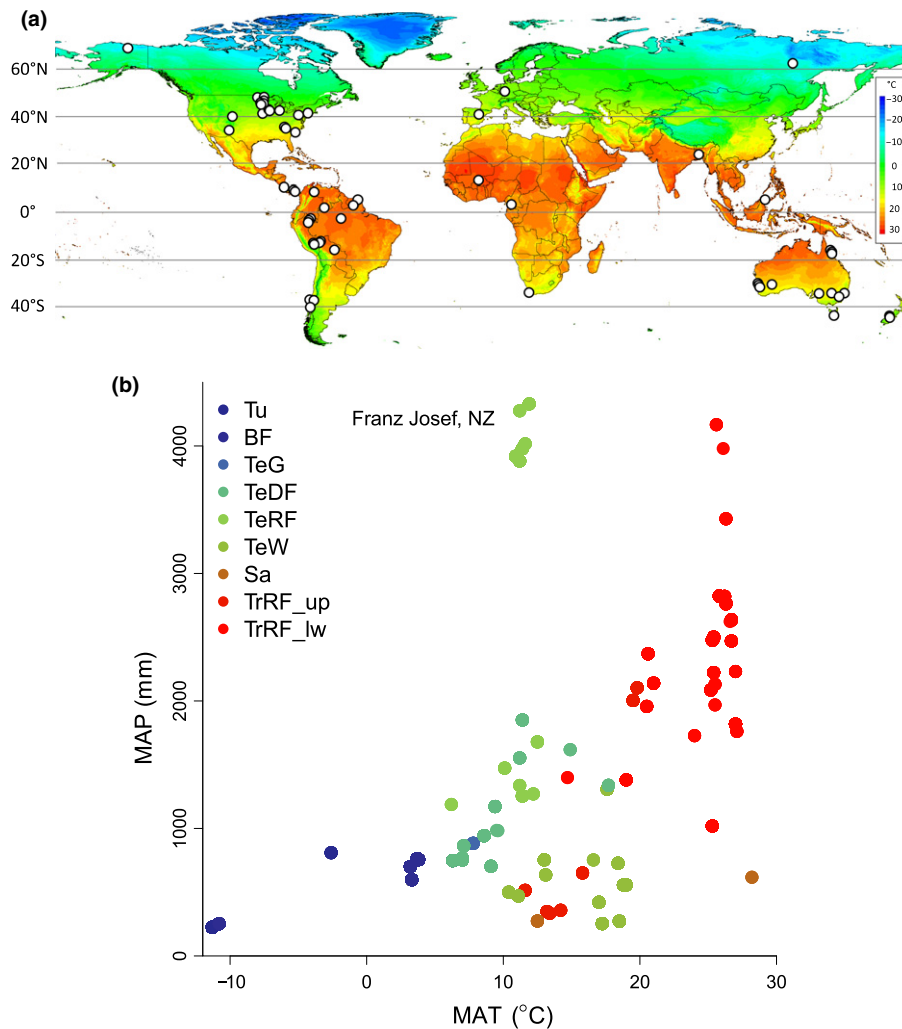 (a)
60°N
40°N
20°N
0°
20°S
40°S
°C
-30
-20
-10
0
10
20
30
(b)
Franz Josef, NZ
Tu
BF
TeG
TeDF
TeRF
TeW
Sa
TrRF_up
TrRF_lw
MAP (mm)
4000
3000
2000
1000
0
−10
0
10
20
30
MAT (°C)